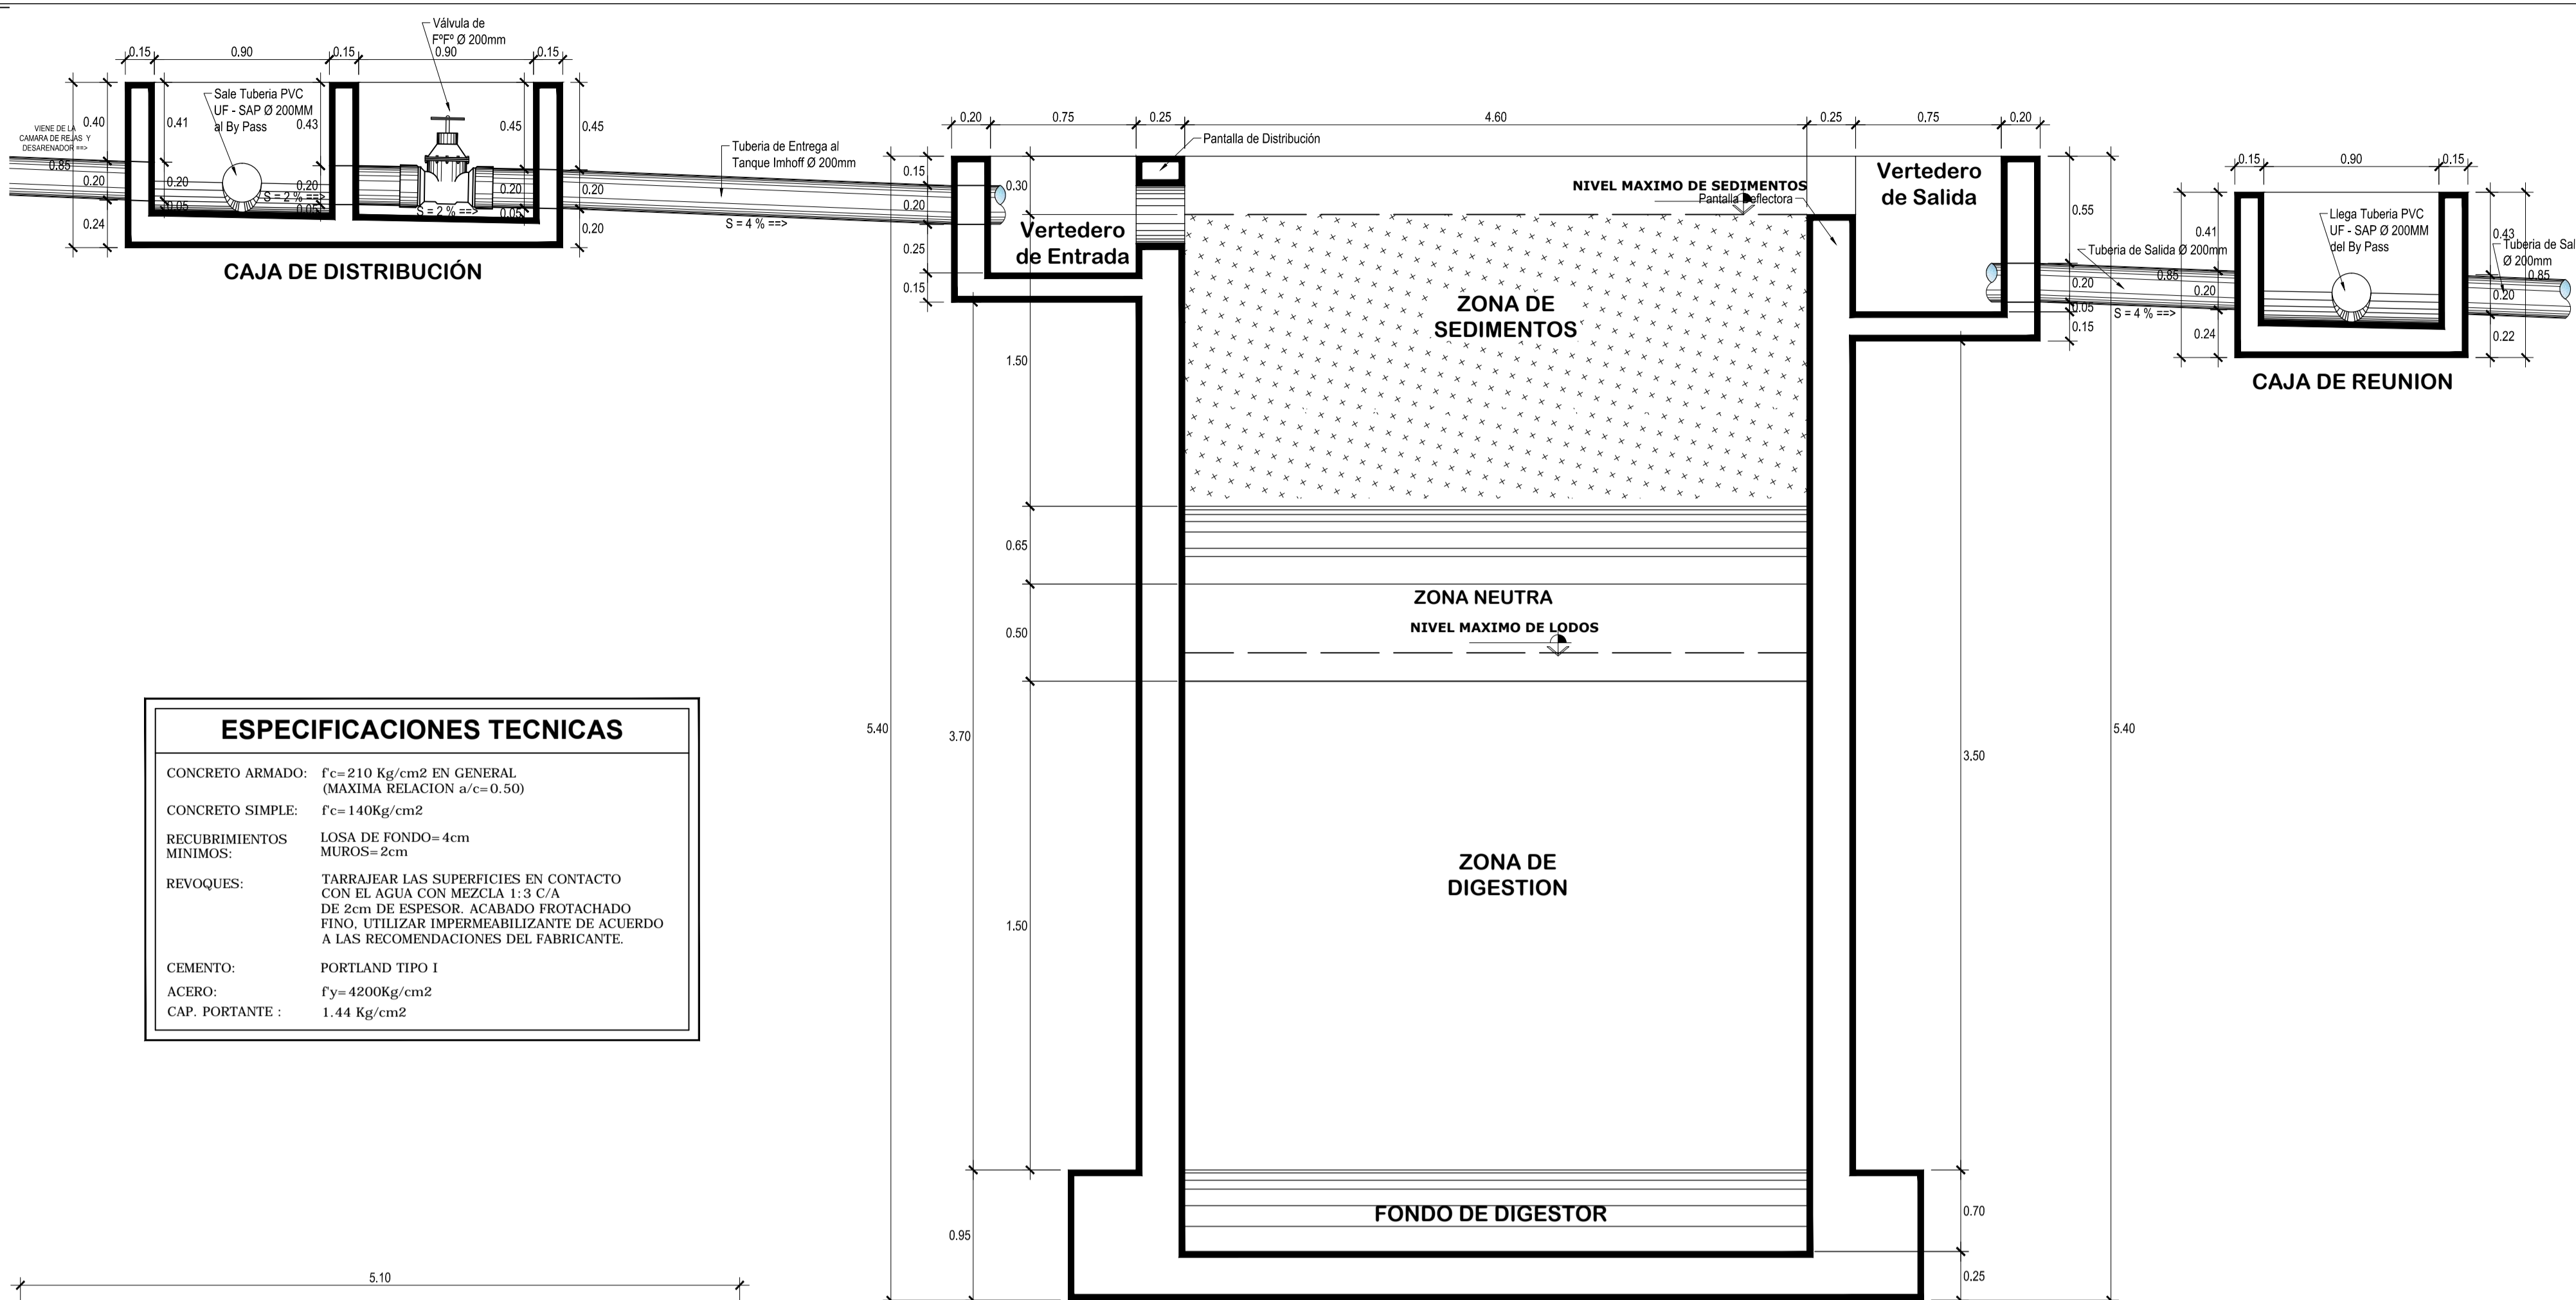 Válvula de
FºFº Ø 200mm
0.15
0.90
0.15
0.90
0.15
Sale Tuberia PVC
UF - SAP Ø 200MM
al By Pass
0.40
0.41
0.43
0.45
0.45
VIENE DE LA
CAMARA DE REJAS Y
DESARENADOR ==>
0.85
0.20
0.20
0.20
0.20
0.20
0.05
S = 2 % ==>
0.05
S = 2 % ==>
0.05
0.24
0.20
CAJA DE DISTRIBUCIÓN
Tuberia de Entrega al
Tanque Imhoff Ø 200mm
S = 4 % ==>
0.20
0.75
0.25
4.60
0.25
0.75
0.20
Pantalla de Distribución
0.15
0.30
0.20
0.25
0.15
Vertedero
de Entrada
NIVEL MAXIMO DE SEDIMENTOS
Pantalla Deflectora
Vertedero
de Salida
0.55
Tuberia de Salida Ø 200mm
0.20
0.05
S = 4 % ==>
0.15
ZONA DE
SEDIMENTOS
1.50
0.65
0.50
ZONA NEUTRA
NIVEL MAXIMO DE LODOS
5.40
3.70
3.50
5.40
ZONA DE
DIGESTION
1.50
FONDO DE DIGESTOR
0.95
0.70
0.25
0.15
0.90
0.15
Llega Tuberia PVC
UF - SAP Ø 200MM
del By Pass
0.41
0.43
Tuberia de Sal
Ø 200mm
0.85
0.85
0.20
0.20
0.24
0.22
CAJA DE REUNION
ESPECIFICACIONES TECNICAS
CONCRETO ARMADO: f'c=210 Kg/cm2 EN GENERAL
(MAXIMA RELACION a/c=0.50)
CONCRETO SIMPLE: f'c=140Kg/cm2
RECUBRIMIENTOS LOSA DE FONDO=4cm
MINIMOS: MUROS=2cm
REVOQUES: TARRAJEAR LAS SUPERFICIES EN CONTACTO
CON EL AGUA CON MEZCLA 1:3 C/A
DE 2cm DE ESPESOR. ACABADO FROTACHADO
FINO, UTILIZAR IMPERMEABILIZANTE DE ACUERDO
A LAS RECOMENDACIONES DEL FABRICANTE.
CEMENTO: PORTLAND TIPO I
ACERO: f'y=4200Kg/cm2
CAP. PORTANTE : 1.44 Kg/cm2
5.10